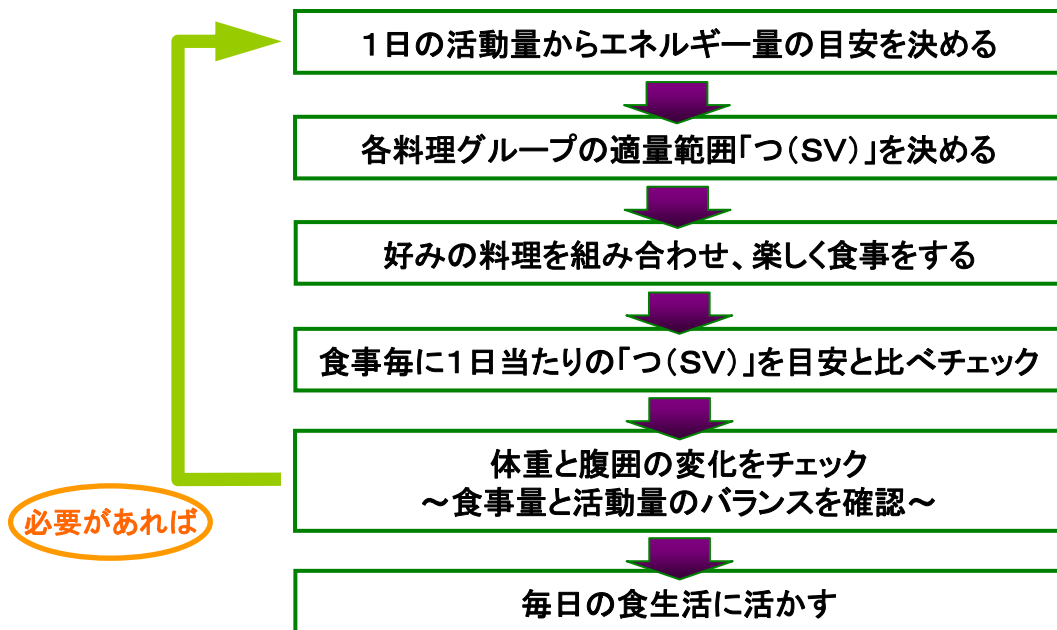 １日の活動量からエネルギー量の目安を決める
各料理グループの適量範囲「つ（ＳＶ）」を決める
好みの料理を組み合わせ、楽しく食事をする
食事毎に１日当たりの「つ（ＳＶ）」を目安と比べチェック
体重と腹囲の変化をチェック
～食事量と活動量のバランスを確認～
必要があれば
毎日の食生活に活かす